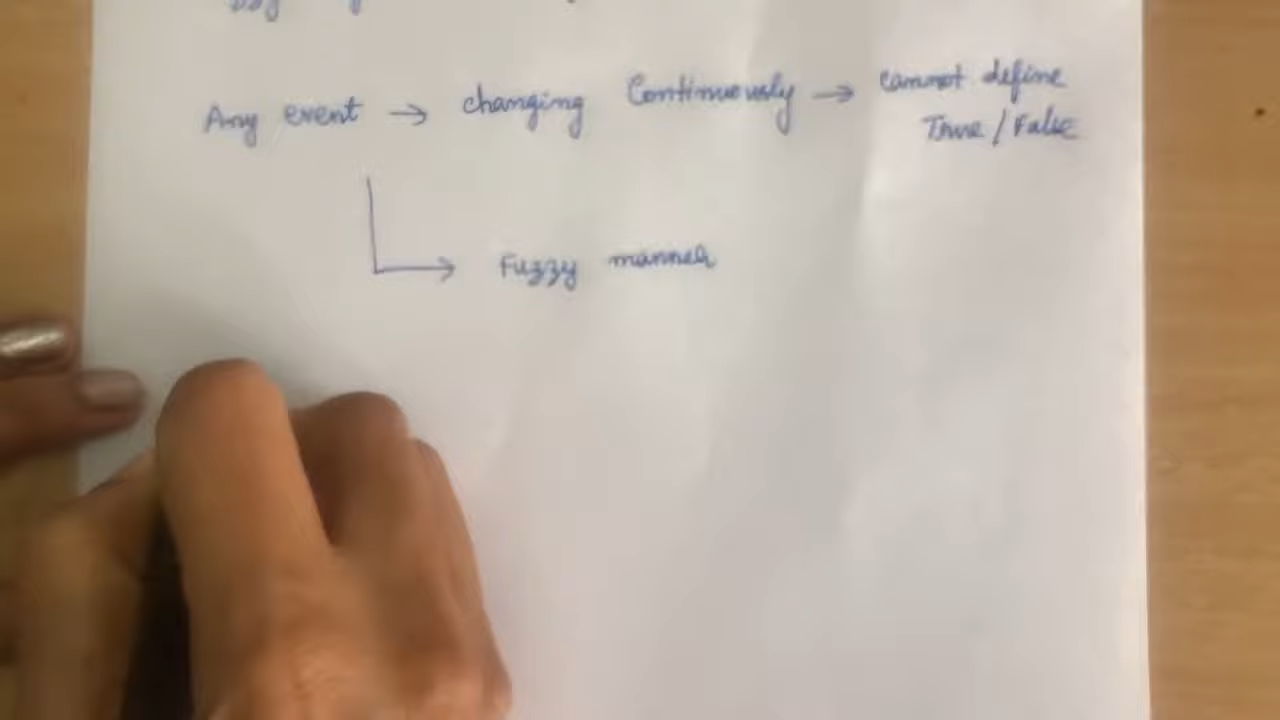 Any event → changing Continuously → cannot define
True / False
Fuzzy manner